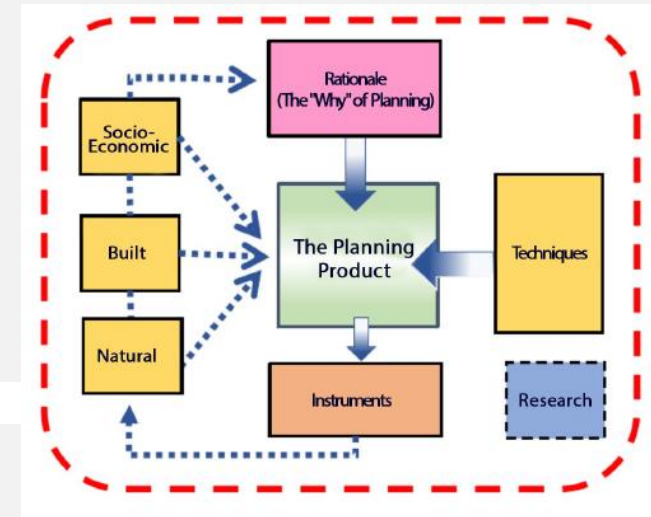 Rationale
(The "Why" of Planning)
Socio-
Economic
Built
Natural
The Planning
Product
Techniques
Instruments
Research